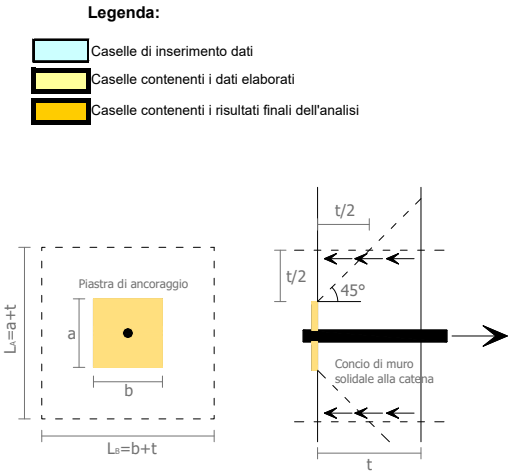 Legenda:
Caselle di inserimento dati
Caselle contenenti i dati elaborati
Caselle contenenti i risultati finali dell'analisi
t/2
t/2
45°
Piastra di ancoraggio
a
b
LA=a+t
LB=b+t
Concio di muro
solidale alla catena
t